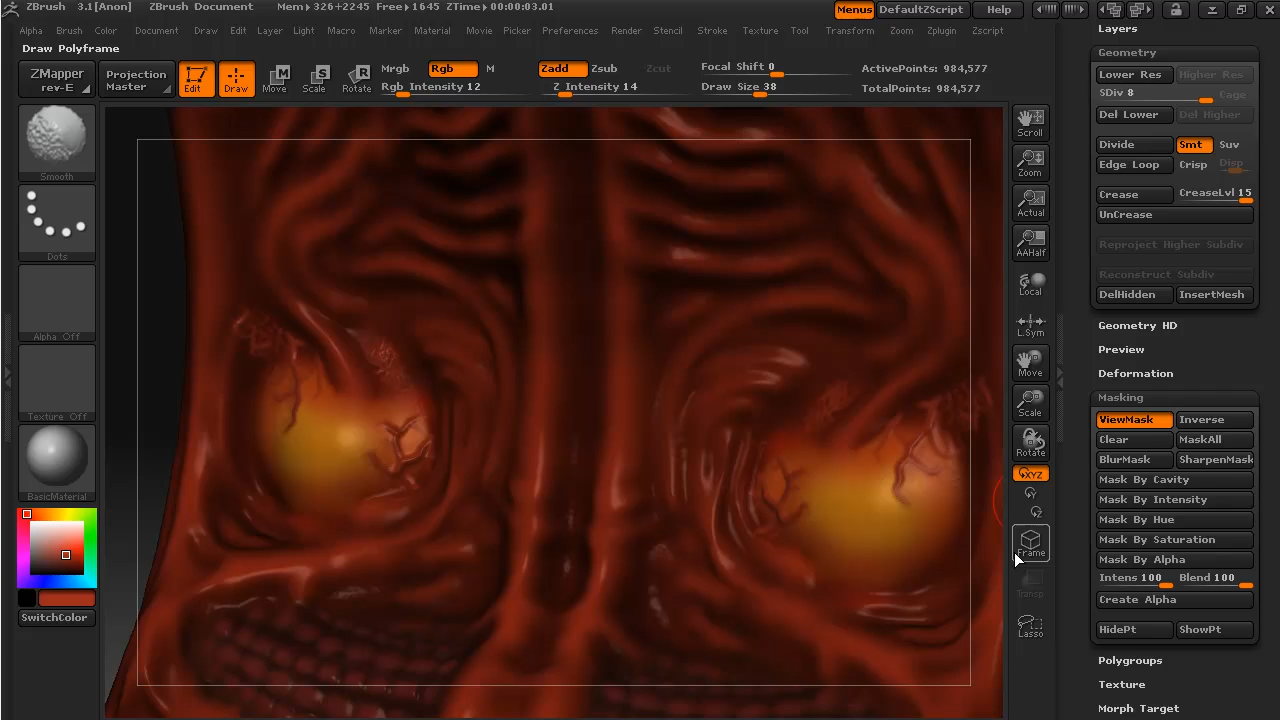 ZBrush 3.1[Anon] ZBrush Document Mem▸326+2245 Free▸1645 ZTime▸00:00:03.01 Menus DefaultZScript Help
Alpha Brush Color Document Draw Edit Layer Light Macro Marker Material Movie Picker Preferences Render Stencil Stroke Texture Tool Transform Zoom Zplugin Zscript
Draw Polyframe
ZMapper rev-E
Projection Master
Edit
Draw
Move
Scale
Rotate
Mrgb Rgb M
Rgb Intensity 12
Zadd Zsub Zcut
Z Intensity 14
Focal Shift 0
Draw Size 38
ActivePoints: 984,577
TotalPoints: 984,577
Smooth
Dots
Alpha Off
Texture Off
BasicMaterial
SwitchColor
Scroll
Zoom
Actual
AAHalf
Local
L.Sym
Move
Scale
Rotate
XYZ
Frame
Transp
Lasso
Layers
Geometry
Lower Res Higher Res
SDiv 8 Cage
Del Lower Del Higher
Divide Smt Suv
Edge Loop Crisp Disp
Crease CreaseLvl 15
UnCrease
Reproject Higher Subdiv
Reconstruct Subdiv
DelHidden InsertMesh
Geometry HD
Preview
Deformation
Masking
ViewMask Inverse
Clear MaskAll
BlurMask SharpenMask
Mask By Cavity
Mask By Intensity
Mask By Hue
Mask By Saturation
Mask By Alpha
Intens 100 Blend 100
Create Alpha
HidePt ShowPt
Polygroups
Texture
Morph Target